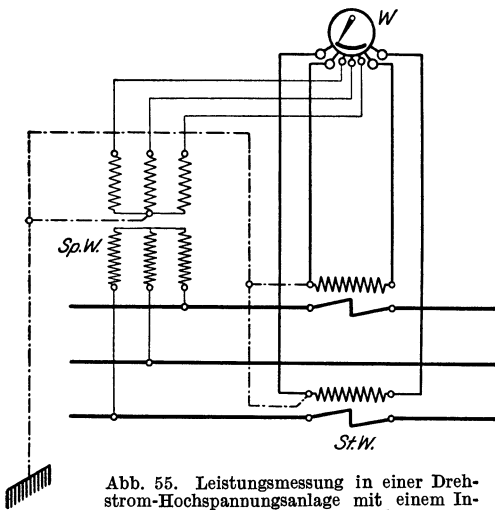 W
Sp.W.
St.W.
Abb. 55. Leistungsmessung in einer Dreh-
strom-Hochspannungsanlage mit einem In-